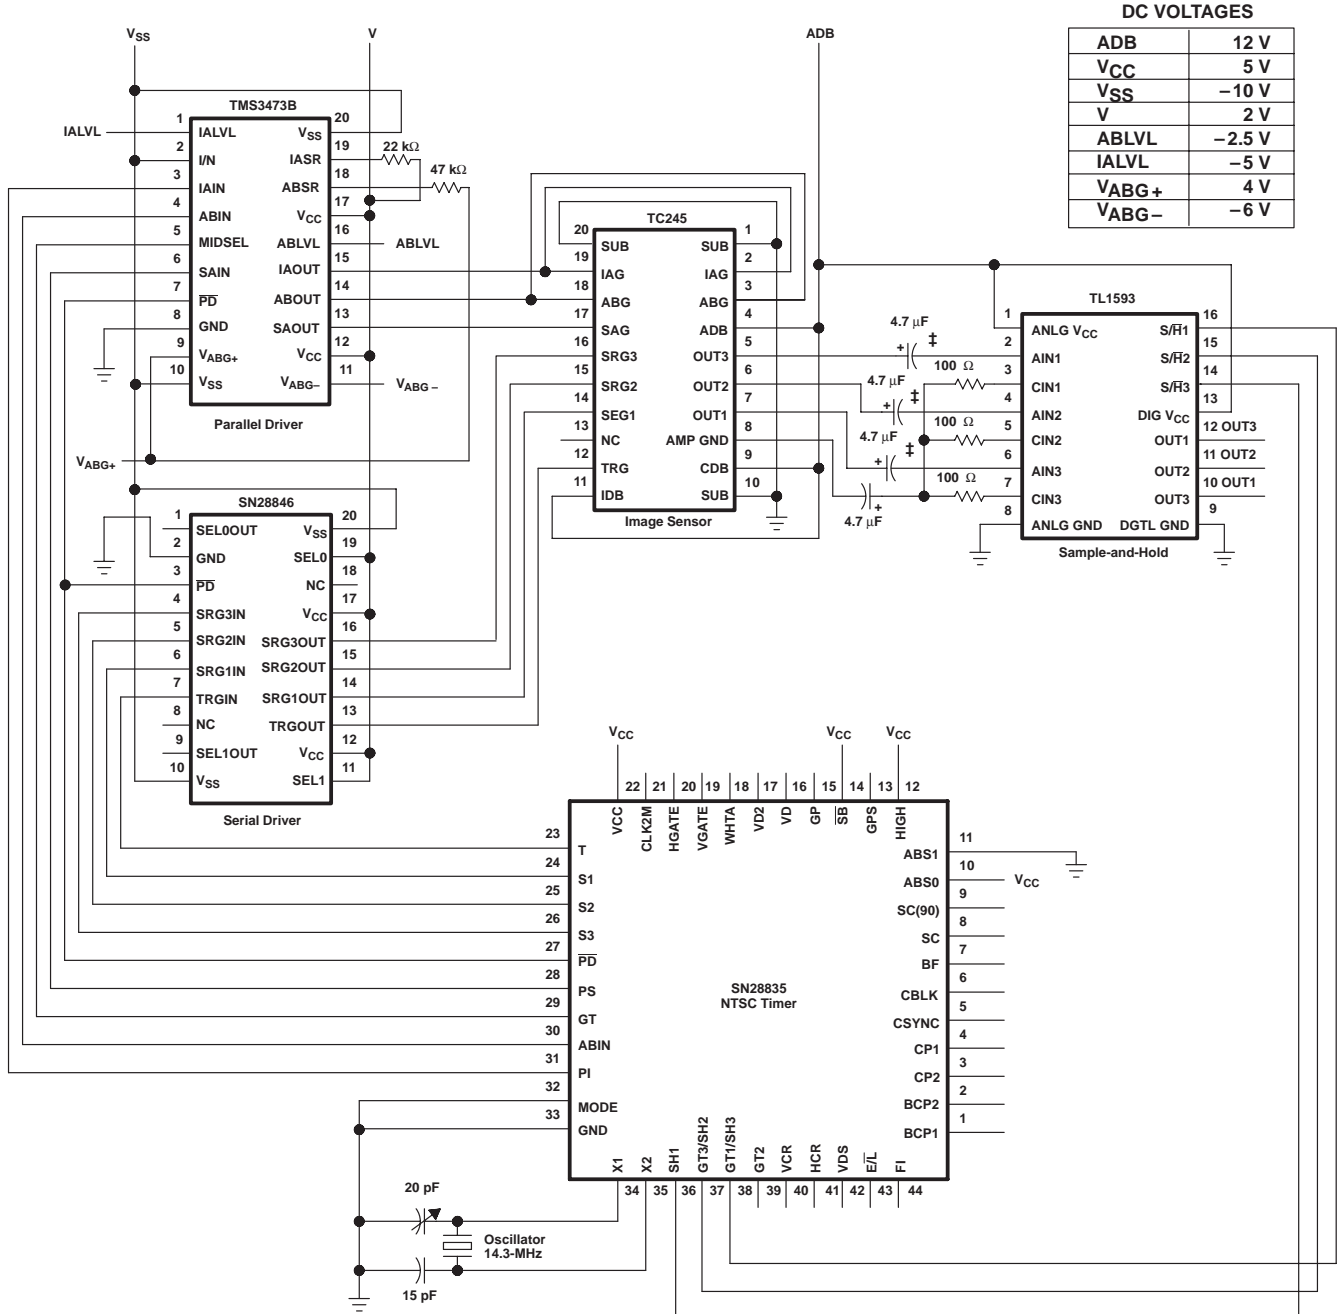 DC VOLTAGES
ADB 12 V
VCC 5 V
VSS –10 V
V 2 V
ABLVL –2.5 V
IALVL –5 V
VABG+ 4 V
VABG– –6 V
VSS
V
ADB
TMS3473B
IALVL
1 IALVL
2 I/N
3 IAIN
4 ABIN
5 MIDSEL
6 SAIN
7 PD
8 GND
9 VABG+
10 VSS
20 VSS
19 IASR
18 ABSR
17 VCC
16 ABLVL
15 IAOUT
14 ABOUT
13 SAOUT
12 VCC
11 VABG–
22 kΩ
47 kΩ
ABLVL
VABG –
Parallel Driver
VABG+
TC245
20 SUB
19 IAG
18 ABG
17 SAG
16 SRG3
15 SRG2
14 SEG1
13 NC
12 TRG
11 IDB
1 SUB
2 IAG
3 ABG
4 ADB
5 OUT3
6 OUT2
7 OUT1
8 AMP GND
9 CDB
10 SUB
Image Sensor
4.7 µF
‡
100 Ω
4.7 µF
‡
100 Ω
4.7 µF
‡
100 Ω
4.7 µF
TL1593
1 ANLG VCC
2 AIN1
3 CIN1
4 AIN2
5 CIN2
6 AIN3
7 CIN3
8 ANLG GND
16 S/H1
15 S/H2
14 S/H3
13 DIG VCC
12 OUT1 OUT3
11 OUT2 OUT2
10 OUT3 OUT1
9 DGTL GND
Sample-and-Hold
SN28846
1 SEL0OUT
2 GND
3 PD
4 SRG3IN
5 SRG2IN
6 SRG1IN
7 TRGIN
8 NC
9 SEL1OUT
10 VSS
20 VSS
19 SEL0
18 NC
17 VCC
16 SRG3OUT
15 SRG2OUT
14 SRG1OUT
13 TRGOUT
12 VCC
11 SEL1
Serial Driver
VCC
VCC
VCC
22 21 20 19 18 17 16 15 14 13 12
VCC CLK2M HGATE VGATE WHTA VD2 VD GP SB GPS HIGH
23 T
24 S1
25 S2
26 S3
27 PD
28 PS
29 GT
30 ABIN
31 PI
32 MODE
33 GND
SN28835
NTSC Timer
11 ABS1
10 ABS0 VCC
9 SC(90)
8 SC
7 BF
6 CBLK
5 CSYNC
4 CP1
3 CP2
2 BCP2
1 BCP1
X1 X2 SH1 GT3/SH2 GT1/SH3 GT2 VCR HCR VDS E/L FI
34 35 36 37 38 39 40 41 42 43 44
20 pF
Oscillator
14.3-MHz
15 pF